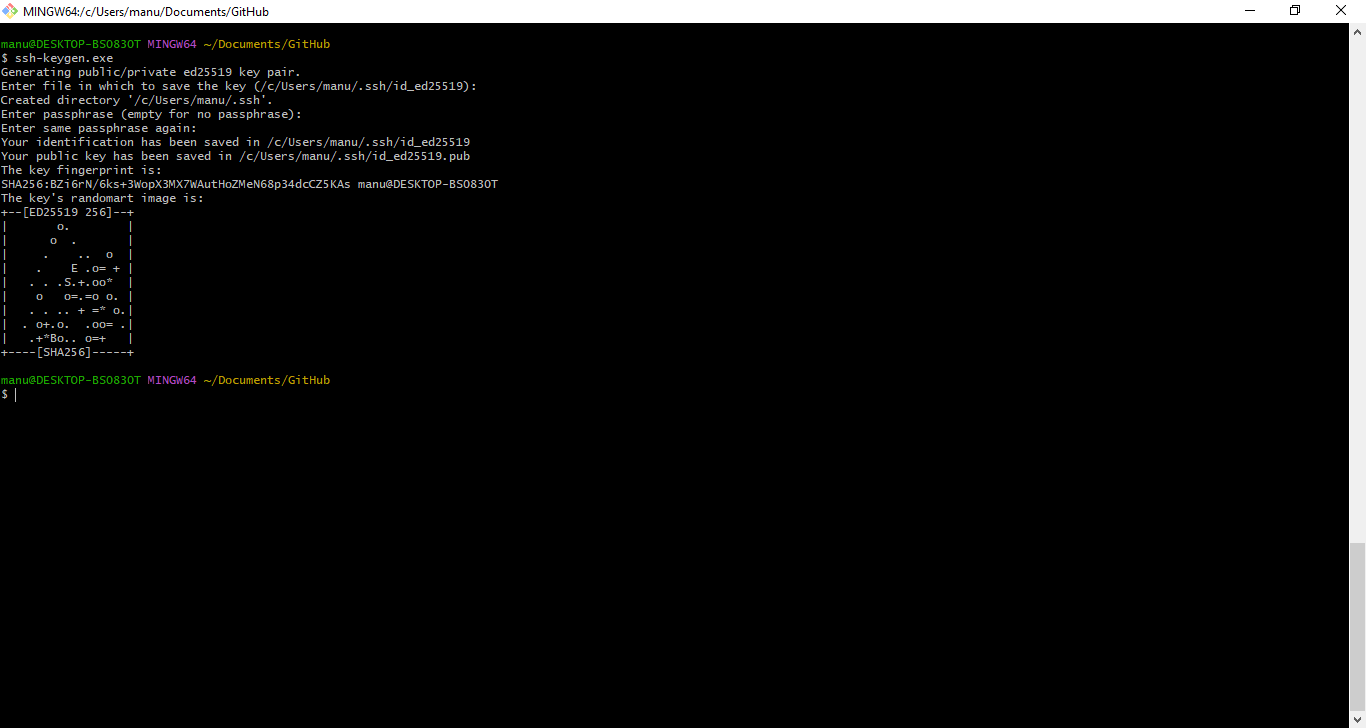 MINGW64:/c/Users/manu/Documents/GitHub
manu@DESKTOP-BSO83OT MINGW64 ~/Documents/GitHub
$ ssh-keygen.exe
Generating public/private ed25519 key pair.
Enter file in which to save the key (/c/Users/manu/.ssh/id_ed25519):
Created directory '/c/Users/manu/.ssh'.
Enter passphrase (empty for no passphrase):
Enter same passphrase again:
Your identification has been saved in /c/Users/manu/.ssh/id_ed25519
Your public key has been saved in /c/Users/manu/.ssh/id_ed25519.pub
The key fingerprint is:
SHA256:BZi6rN/6ks+3WopX3MX7WAutHoZMeN68p34dcCZ5KAs manu@DESKTOP-BSO83OT
The key's randomart image is:
+--[ED25519 256]--+
|       o.        |
|      o  .       |
|     .    ..  o  |
|    .    E .o= + |
|   . . .S.+.oo*  |
|    o   o=.=o o. |
|   . . .. + =* o.|
|  . o+.o.  .oo= .|
|   .+*Bo.. o=+   |
+----[SHA256]-----+
manu@DESKTOP-BSO83OT MINGW64 ~/Documents/GitHub
$